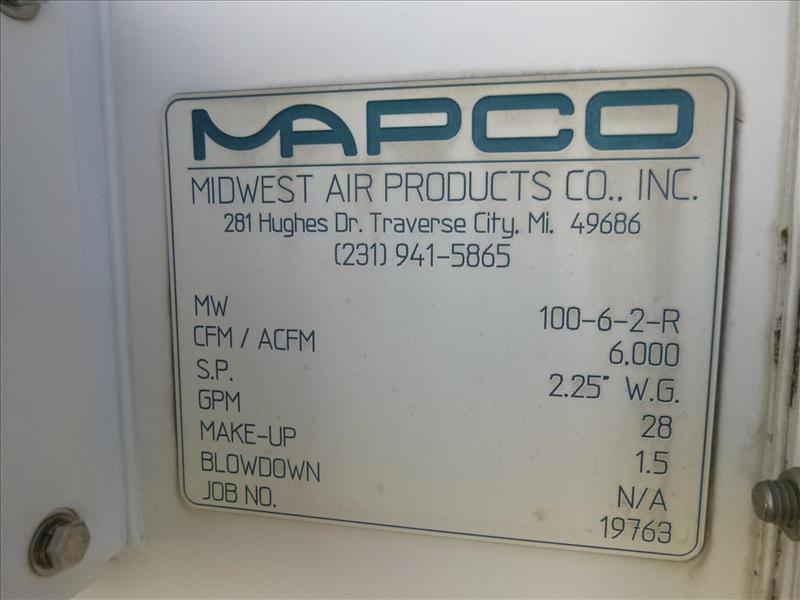 MAPCO
MIDWEST AIR PRODUCTS CO., INC.
281 Hughes Dr. Traverse City, Mi. 49686
(231) 941-5865
MW 100-6-2-R
CFM / ACFM 6,000
S.P. 2.25" W.G.
GPM 28
MAKE-UP 1.5
BLOWDOWN N/A
JOB NO. 19763